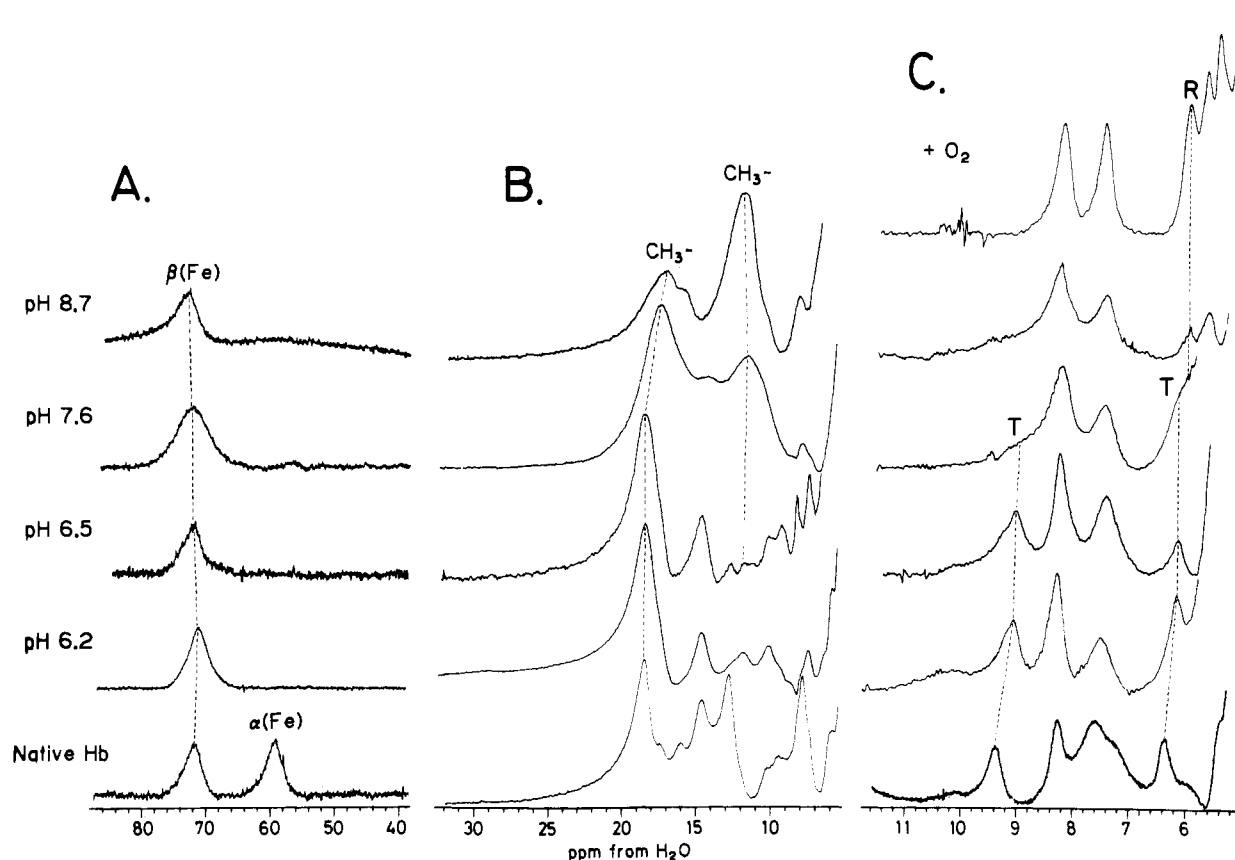 C.
R
+ O₂
A.
B.
CH₃-
CH₃-
β(Fe)
pH 8.7
T
pH 7.6
T
pH 6.5
pH 6.2
α(Fe)
Native Hb
80 70 60 50 40 30 25 20 15 10 11 10 9 8 7 6
ppm from H₂O